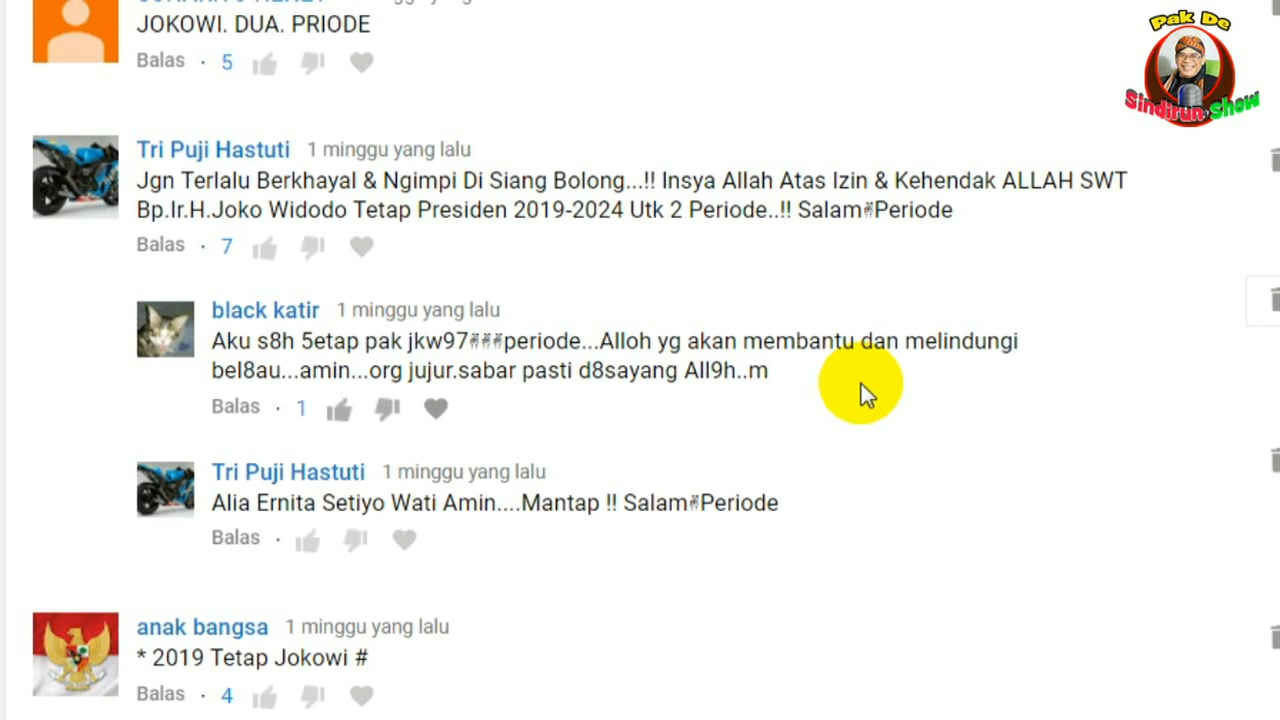 JOKOWI. DUA. PRIODE
Balas · 5
Pak De
Sindirun Show
Tri Puji Hastuti 1 minggu yang lalu
Jgn Terlalu Berkhayal & Ngimpi Di Siang Bolong...!! Insya Allah Atas Izin & Kehendak ALLAH SWT
Bp.Ir.H.Joko Widodo Tetap Presiden 2019-2024 Utk 2 Periode..!! Salam✌Periode
Balas · 7
black katir 1 minggu yang lalu
Aku s8h 5etap pak jkw97✌✌✌periode...Alloh yg akan membantu dan melindungi
bel8au...amin...org jujur.sabar pasti d8sayang All9h..m
Balas · 1
Tri Puji Hastuti 1 minggu yang lalu
Alia Ernita Setiyo Wati Amin....Mantap !! Salam✌Periode
Balas ·
anak bangsa 1 minggu yang lalu
* 2019 Tetap Jokowi #
Balas · 4